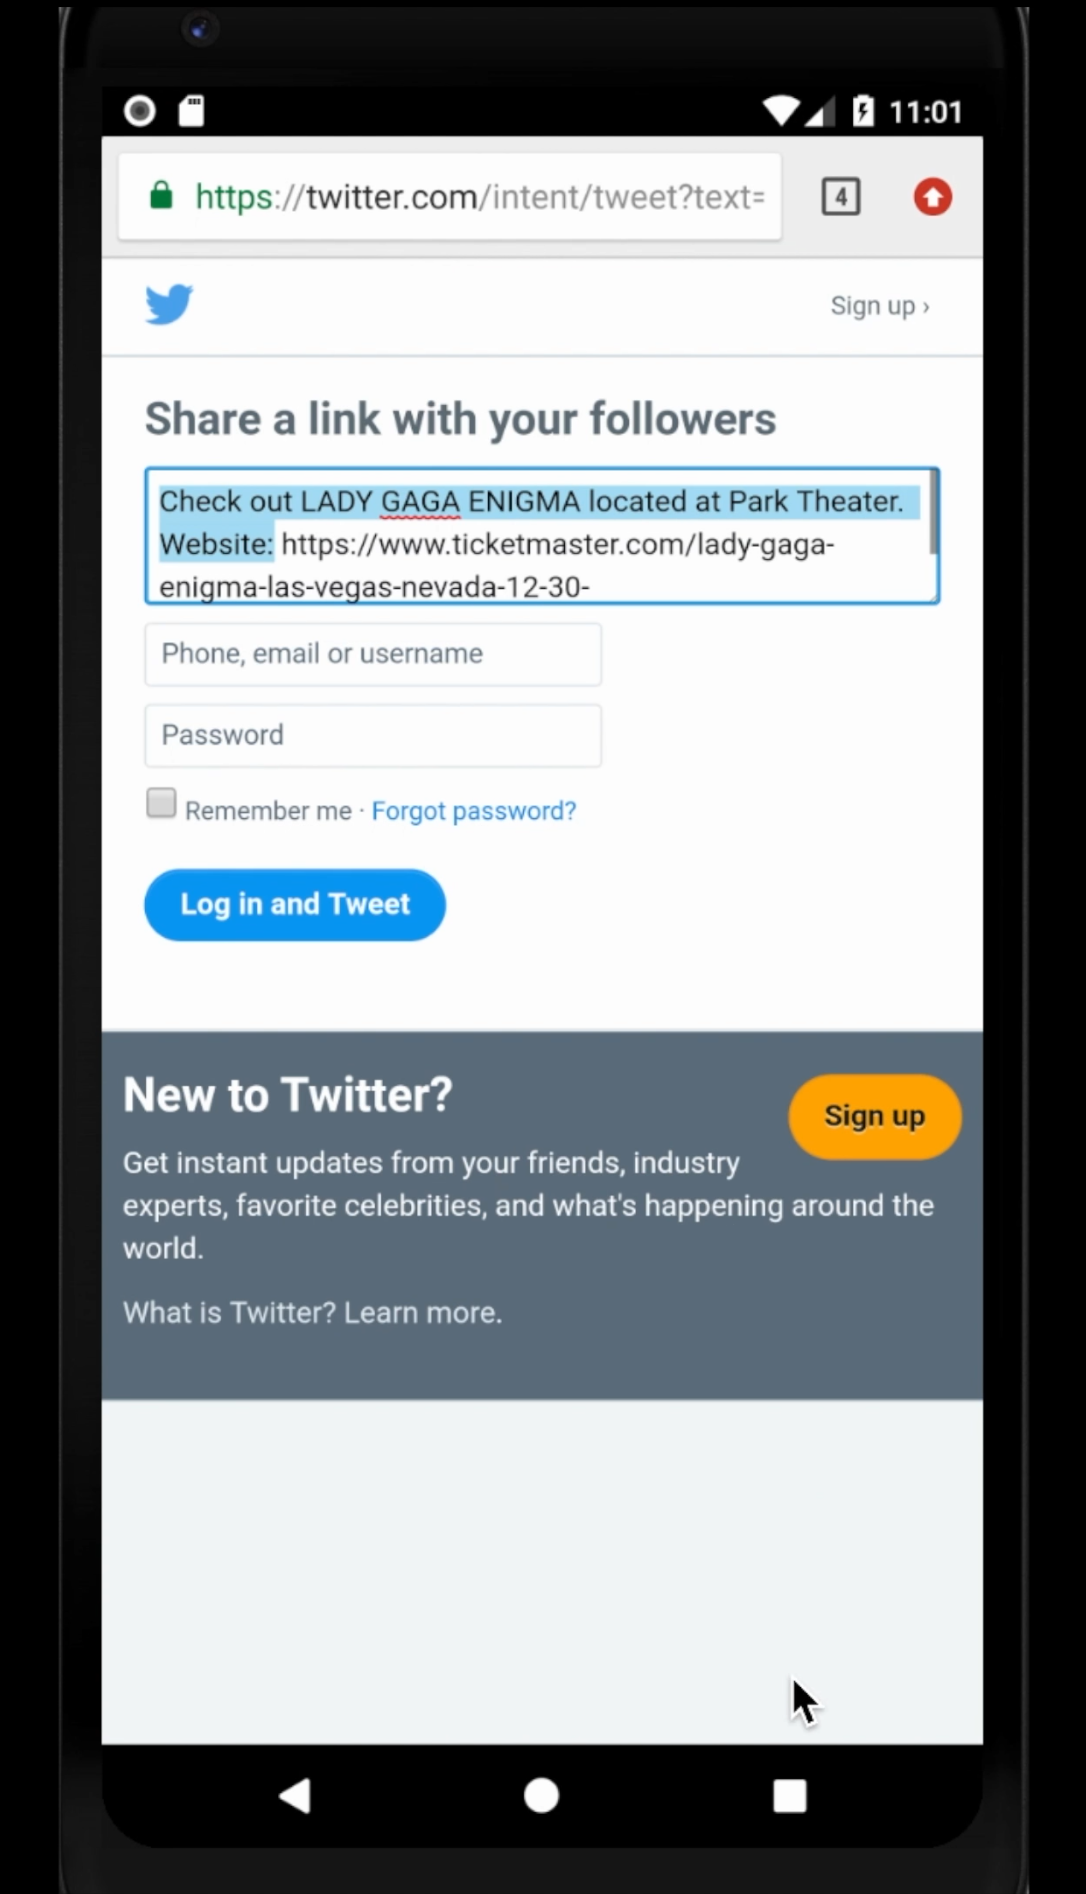 11:01
https://twitter.com/intent/tweet?text=
4
Sign up ›
Share a link with your followers
Check out LADY GAGA ENIGMA located at Park Theater.
Website: https://www.ticketmaster.com/lady-gaga-
enigma-las-vegas-nevada-12-30-
Phone, email or username
Password
Remember me · Forgot password?
Log in and Tweet
New to Twitter?
Sign up
Get instant updates from your friends, industry
experts, favorite celebrities, and what's happening around the
world.
What is Twitter? Learn more.